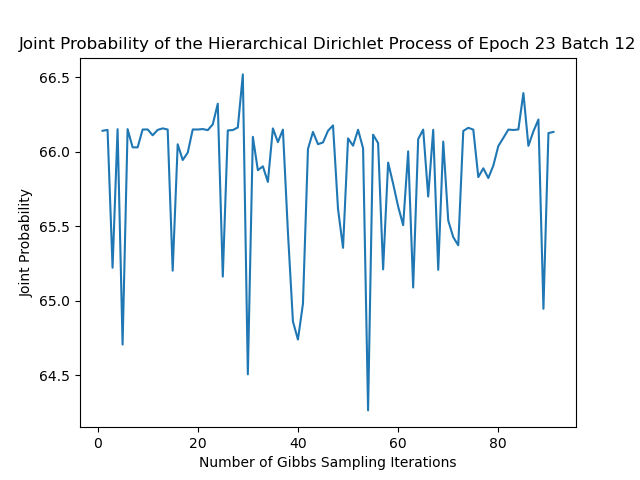 Joint Probability of the Hierarchical Dirichlet Process of Epoch 23 Batch 12
66.5
66.0
65.5
65.0
64.5
Joint Probability
0 20 40 60 80
Number of Gibbs Sampling Iterations